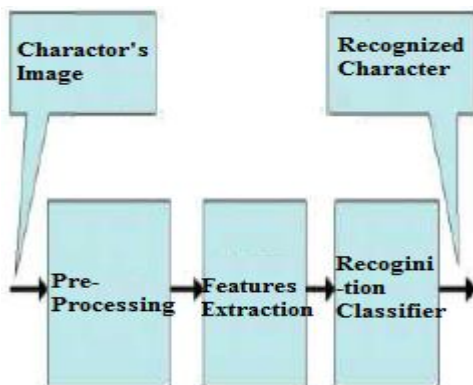 Charactor's
Image
Recognized
Character
Pre-
Processing
Features
Extraction
Recogini
-tion
Classifier